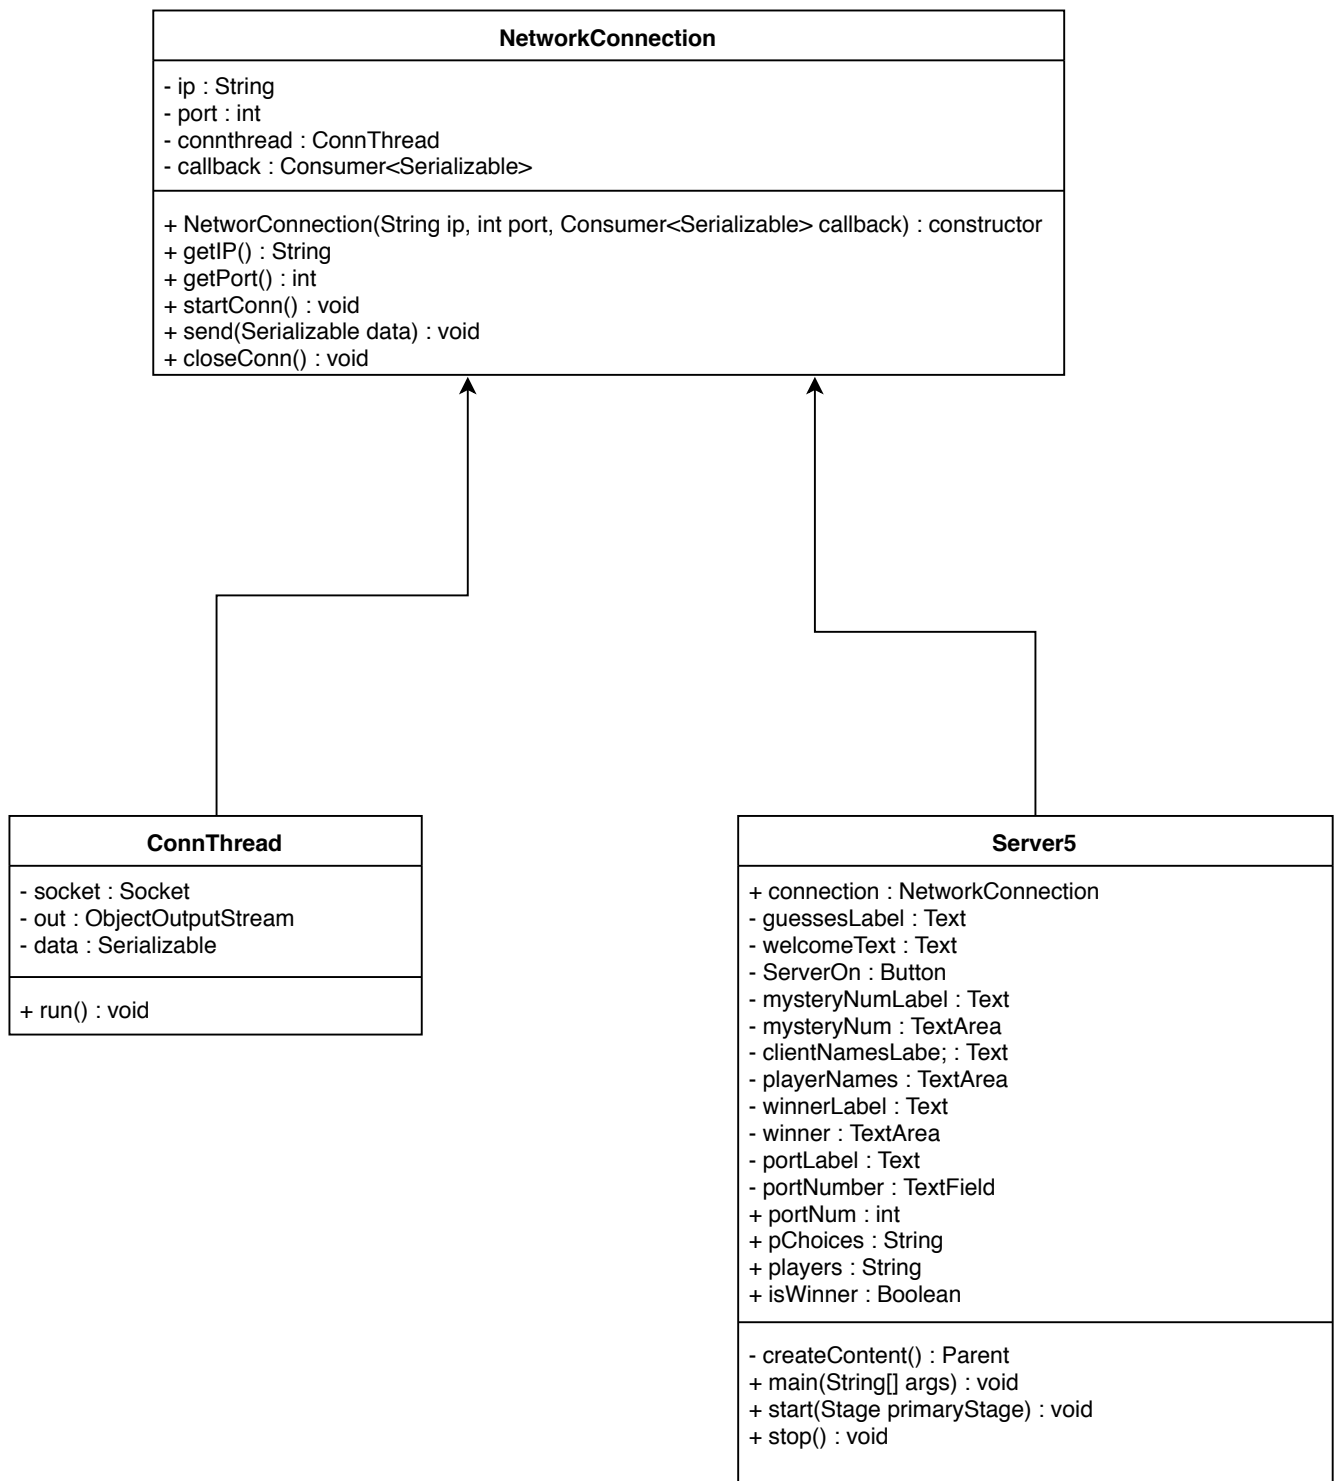 NetworkConnection
- ip : String
- port : int
- connthread : ConnThread
- callback : Consumer<Serializable>
+ NetworConnection(String ip, int port, Consumer<Serializable> callback) : constructor
+ getIP() : String
+ getPort() : int
+ startConn() : void
+ send(Serializable data) : void
+ closeConn() : void
ConnThread
- socket : Socket
- out : ObjectOutputStream
- data : Serializable
+ run() : void
Server5
+ connection : NetworkConnection
- guessesLabel : Text
- welcomeText : Text
- ServerOn : Button
- mysteryNumLabel : Text
- mysteryNum : TextArea
- clientNamesLabe; : Text
- playerNames : TextArea
- winnerLabel : Text
- winner : TextArea
- portLabel : Text
- portNumber : TextField
+ portNum : int
+ pChoices : String
+ players : String
+ isWinner : Boolean
- createContent() : Parent
+ main(String[] args) : void
+ start(Stage primaryStage) : void
+ stop() : void